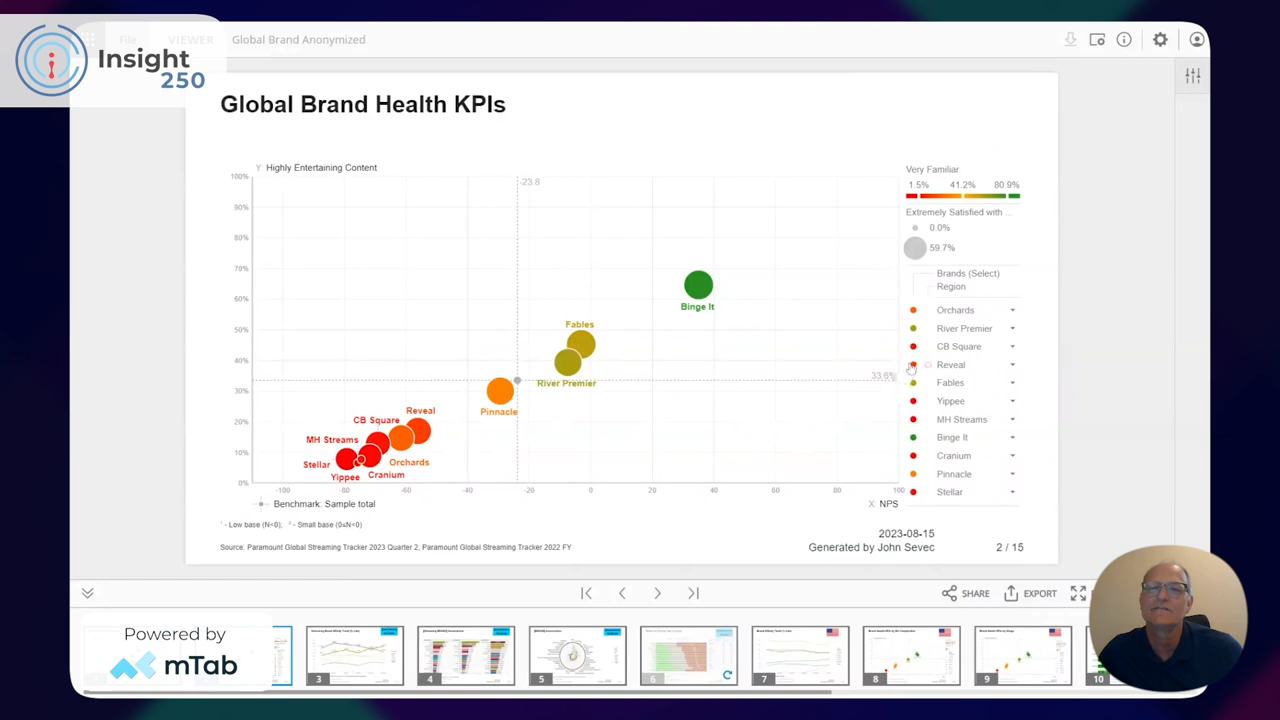 Insight
250
File
VIEWER
Global Brand Anonymized
Global Brand Health KPIs
Y: Highly Entertaining Content
100%
90%
80%
70%
60%
50%
40%
30%
20%
10%
0%
-23.8
33.6%
Binge It
Fables
River Premier
Pinnacle
Reveal
CB Square
MH Streams
Orchards
Stellar
Cranium
Yippee
-100
-80
-60
-40
-20
0
20
40
60
80
100
Benchmark: Sample total
X: NPS
Very Familiar
1.5% 41.2% 80.9%
Extremely Satisfied with ...
0.0%
59.7%
Brands (Select)
Region
Orchards
River Premier
CB Square
Reveal
Fables
Yippee
MH Streams
Binge It
Cranium
Pinnacle
Stellar
¹ - Low base (N<0); ² - Small base (0≤N<0)
Source: Paramount Global Streaming Tracker 2023 Quarter 2, Paramount Global Streaming Tracker 2022 FY
2023-08-15
Generated by John Sevec
2 / 15
SHARE
EXPORT
Powered by
mTab
3
4
5
6
7
8
9
10